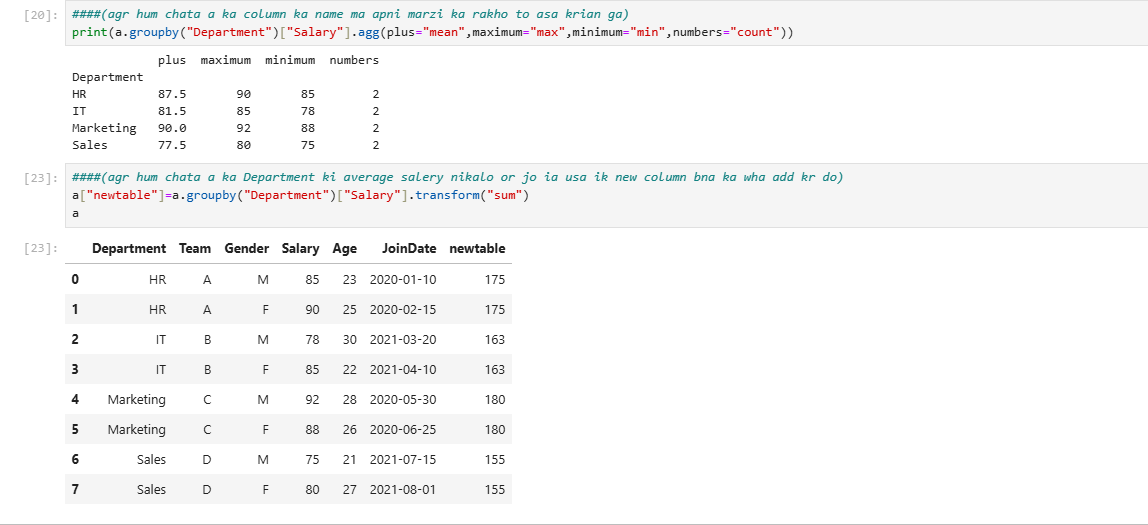 [20]: ####(agr hum chata a ka column ka name ma apni marzi ka rakho to asa krian ga)
print(a.groupby("Department")["Salary"].agg(plus="mean",maximum="max",minimum="min",numbers="count"))
plus maximum minimum numbers
Department
HR 87.5 90 85 2
IT 81.5 85 78 2
Marketing 90.0 92 88 2
Sales 77.5 80 75 2
[23]: ####(agr hum chata a ka Department ki average salery nikalo or jo ia usa ik new column bna ka wha add kr do)
a["newtable"]=a.groupby("Department")["Salary"].transform("sum")
a
[23]: Department Team Gender Salary Age JoinDate newtable
0 HR A M 85 23 2020-01-10 175
1 HR A F 90 25 2020-02-15 175
2 IT B M 78 30 2021-03-20 163
3 IT B F 85 22 2021-04-10 163
4 Marketing C M 92 28 2020-05-30 180
5 Marketing C F 88 26 2020-06-25 180
6 Sales D M 75 21 2021-07-15 155
7 Sales D F 80 27 2021-08-01 155